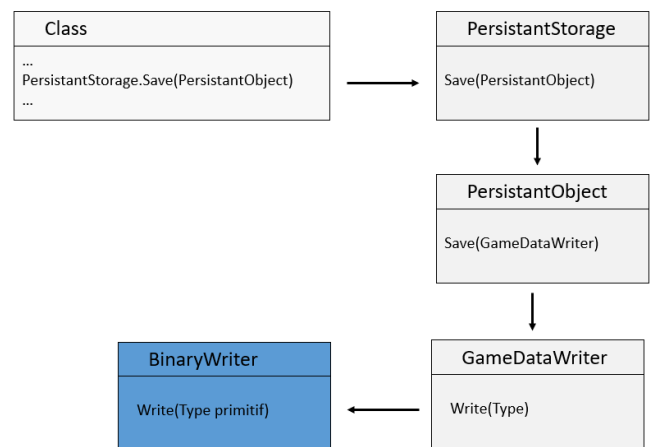 Class
...
PersistantStorage.Save(PersistantObject)
...
PersistantStorage
Save(PersistantObject)
PersistantObject
Save(GameDataWriter)
GameDataWriter
Write(Type)
BinaryWriter
Write(Type primitif)